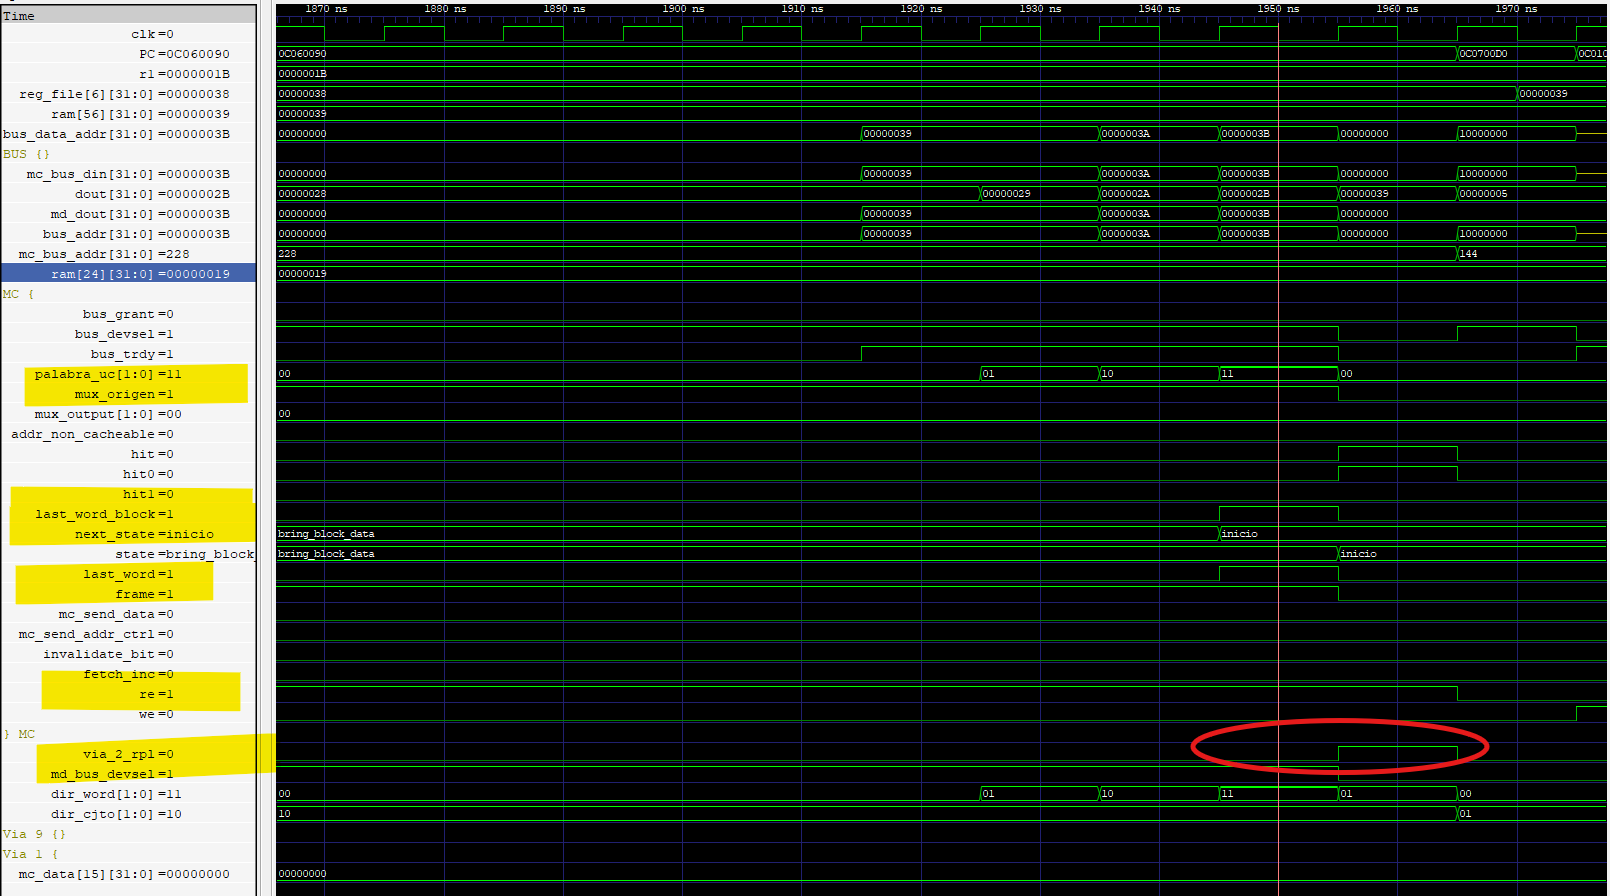 Time 1870 ns 1880 ns 1890 ns 1900 ns 1910 ns 1920 ns 1930 ns 1940 ns 1950 ns 1960 ns 1970 ns
clk=0
PC=0C060090 0C060090 0C0700D0 0C010
r1=0000001B 0000001B
reg_file[6][31:0]=00000038 00000038 00000039
ram[56][31:0]=00000039 00000039
bus_data_addr[31:0]=0000003B 00000000 00000039 0000003A 0000003B 00000000 10000000
BUS {}
mc_bus_din[31:0]=0000003B 00000000 00000039 0000003A 0000003B 00000000 10000000
dout[31:0]=0000002B 00000028 00000029 0000002A 0000002B 00000039 00000005
md_dout[31:0]=0000003B 00000000 00000039 0000003A 0000003B 00000000
bus_addr[31:0]=0000003B 00000000 00000039 0000003A 0000003B 00000000 10000000
mc_bus_addr[31:0]=228 228 144
ram[24][31:0]=00000019 00000019
MC {
bus_grant=0
bus_devsel=1
bus_trdy=1
palabra_uc[1:0]=11 00 01 10 11 00
mux_origen=1
mux_output[1:0]=00 00
addr_non_cacheable=0
hit=0
hit0=0
hit1=0
last_word_block=1
next_state=inicio bring_block_data inicio
state=bring_block_ bring_block_data inicio
last_word=1
frame=1
mc_send_data=0
mc_send_addr_ctrl=0
invalidate_bit=0
fetch_inc=0
re=1
we=0
} MC
via_2_rpl=0
md_bus_devsel=1
dir_word[1:0]=11 00 01 10 11 01 00
dir_cjto[1:0]=10 10 01
Via 9 {}
Via 1 {
mc_data[15][31:0]=00000000 00000000